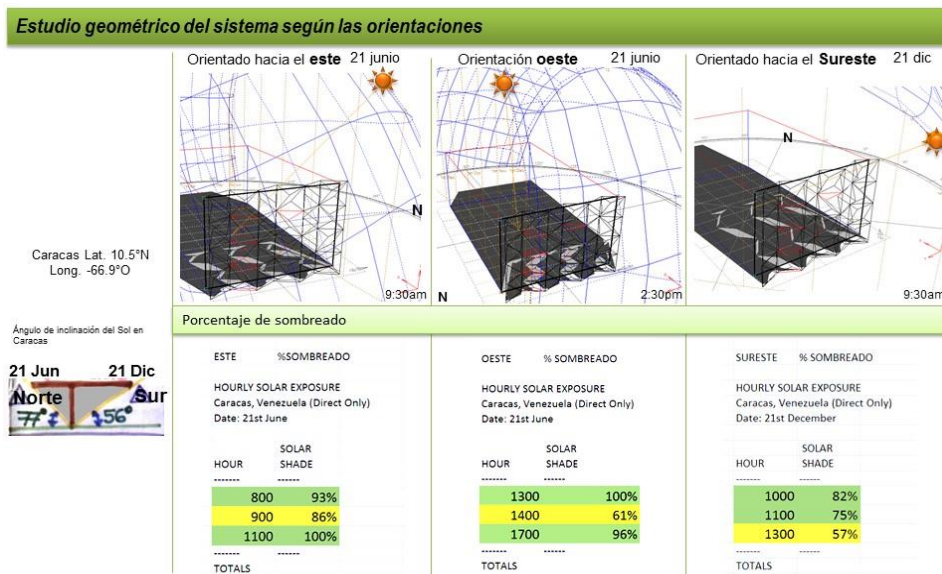 Estudio geométrico del sistema según las orientaciones
Orientado hacia el este 21 junio
N
9:30am
Orientación oeste 21 junio
N
2:30pm
Orientado hacia el Sureste 21 dic
N
9:30am
Caracas Lat. 10.5°N
Long. -66.9°O
Ángulo de inclinación del Sol en
Caracas
21 Jun 21 Dic
Norte Sur
77° 56°
Porcentaje de sombreado
ESTE %SOMBREADO
HOURLY SOLAR EXPOSURE
Caracas, Venezuela (Direct Only)
Date: 21st June
SOLAR
HOUR SHADE
------- ------
800 93%
900 86%
1100 100%
------- ------
TOTALS
OESTE % SOMBREADO
HOURLY SOLAR EXPOSURE
Caracas, Venezuela (Direct Only)
Date: 21st June
SOLAR
HOUR SHADE
------- ------
1300 100%
1400 61%
1700 96%
------- ------
TOTALS
SURESTE % SOMBREADO
HOURLY SOLAR EXPOSURE
Caracas, Venezuela (Direct Only)
Date: 21st December
SOLAR
HOUR SHADE
------- ------
1000 82%
1100 75%
1300 57%
------- ------
TOTALS